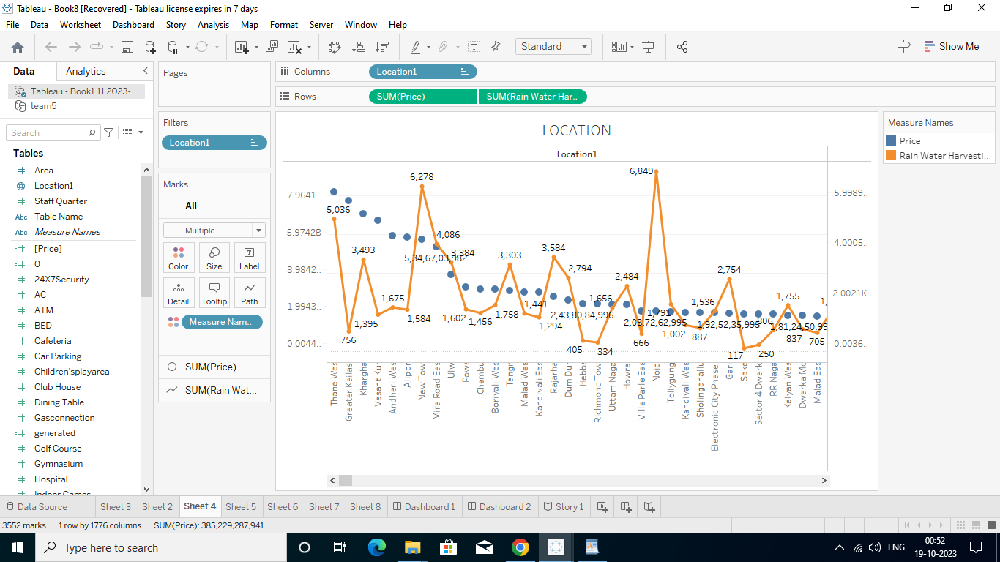 Tableau - Book8 [Recovered] - Tableau license expires in 7 days
File Data Worksheet Dashboard Story Analysis Map Format Server Window Help
Standard Show Me
Data Analytics
Tableau - Book1.11 2023-...
team5
Search
Tables
Area
Location1
Staff Quarter
Abc Table Name
Abc Measure Names
[Price]
0
24X7Security
AC
ATM
BED
Cafeteria
Car Parking
Children'splayarea
Club House
Dining Table
Gasconnection
generated
Golf Course
Gymnasium
Hospital
Indoor Games
Pages
Filters
Location1
Marks
All
Multiple
Color Size Label
Detail Tooltip Path
Measure Nam..
SUM(Price)
SUM(Rain Wat...
Columns Location1
Rows SUM(Price) SUM(Rain Water Har..
LOCATION
Location1
7.9641..
5.9742B
3.9842..
1.9943..
0.0044..
5,036
756
3,493
1,395
1,675
1,584
6,278
4,086
5,34,67,03,982
3,384
1,602
1,456
1,758
3,303
1,441
1,294
3,584
2,794
2,43,80,84,996
405
1,656
334
2,484
2,03,72,62,995
666
6,849
1,791
1,002
887
1,536
1,92,52,35,995
2,754
117
806
250
1,755
1,81,24,50,99
837
705
1,
5.9989..
4.0005..
2.0021K
0.0036..
Thane Wes
Greater Kailas
Khargha
Vasant Kun
Andheri Wes
Alipor
New Tow
Mira Road Eas
Ulw
Powa
Chembu
Borivali Wes
Tangr
Malad Wes
Kandivali Eas
Rajarha
Dum Dur
Hebba
Richmond Tow
Uttam Naga
Howra
Ville Parle Eas
Noid
Tollygung
Kandivali Wes
Sholinganallu
Electronic City Phase
Gari
Sake
Sector 4 Dwark
RR Naga
Kalyan Wes
Dwarka Mo
Malad Eas
Measure Names
Price
Rain Water Harvesti..
Data Source Sheet 3 Sheet 2 Sheet 4 Sheet 5 Sheet 6 Sheet 7 Sheet 8 Dashboard 1 Dashboard 2 Story 1
3552 marks 1 row by 1776 columns SUM(Price): 385,229,287,941
Type here to search
ENG
00:52
19-10-2023